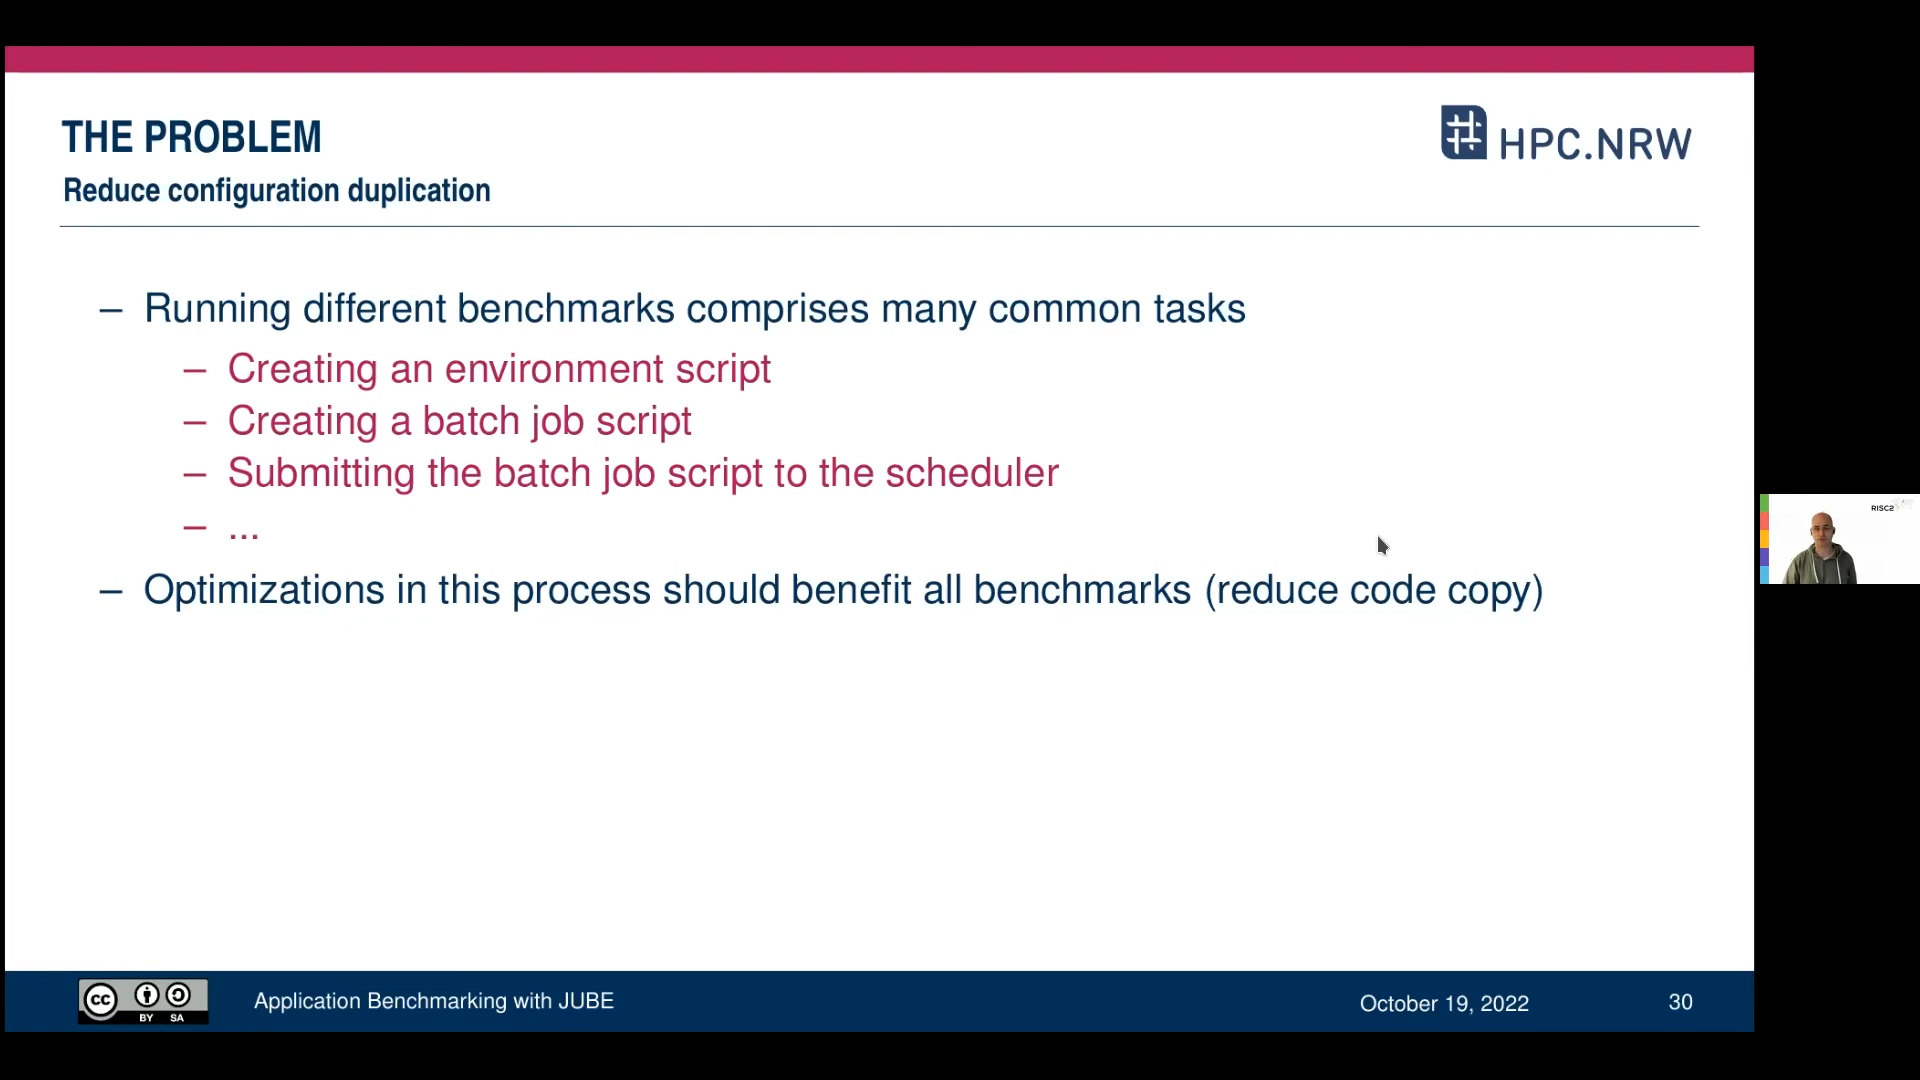 THE PROBLEM
HPC.NRW
Reduce configuration duplication
– Running different benchmarks comprises many common tasks
– Creating an environment script
– Creating a batch job script
– Submitting the batch job script to the scheduler
– ...
– Optimizations in this process should benefit all benchmarks (reduce code copy)
RISC2
cc
BY SA
Application Benchmarking with JUBE
October 19, 2022
30